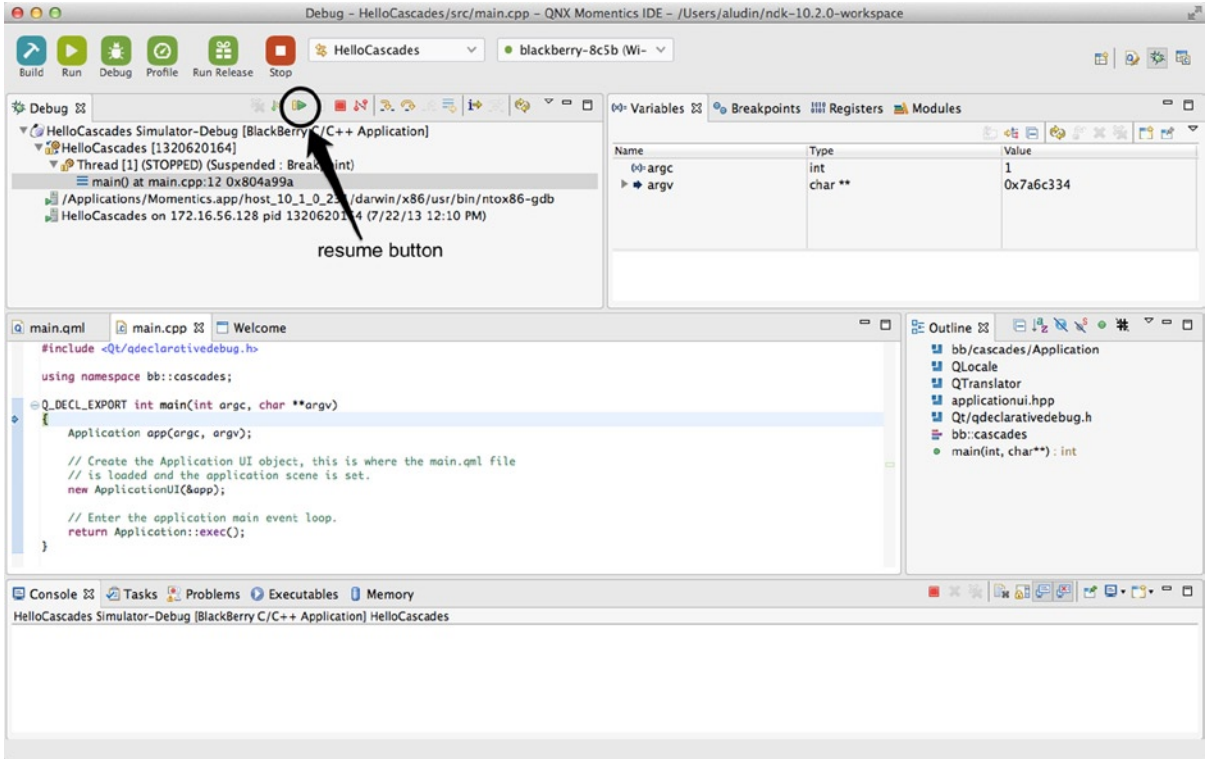 Debug – HelloCascades/src/main.cpp – QNX Momentics IDE – /Users/aludin/ndk-10.2.0-workspace
HelloCascades
blackberry-8c5b (Wi-
Build Run Debug Profile Run Release Stop
Debug
HelloCascades Simulator-Debug [BlackBerry C/C++ Application]
HelloCascades [1320620164]
Thread [1] (STOPPED) (Suspended : Breakpoint)
main() at main.cpp:12 0x804a99a
/darwin/x86/usr/bin/ntox86-gdb
HelloCascades on 172.16.56.128 pid (7/22/13 12:10 PM)
resume button
Variables Breakpoints Registers Modules
Name Type Value
argc int 1
argv char ** 0x7a6c334
main.qml main.cpp Welcome
#include <Qt/qdeclarativedebug.h>
using namespace bb::cascades;
Q_DECL_EXPORT int main(int argc, char **argv)
{
Application app(argc, argv);
// Create the Application UI object, this is where the main.qml file
// is loaded and the application scene is set.
new ApplicationUI(&app);
// Enter the application main event loop.
return Application::exec();
}
Outline
bb/cascades/Application
QLocale
QTranslator
applicationui.hpp
Qt/qdeclarativedebug.h
bb::cascades
main(int, char**) : int
Console Tasks Problems Executables Memory
HelloCascades Simulator-Debug [BlackBerry C/C++ Application] HelloCascades